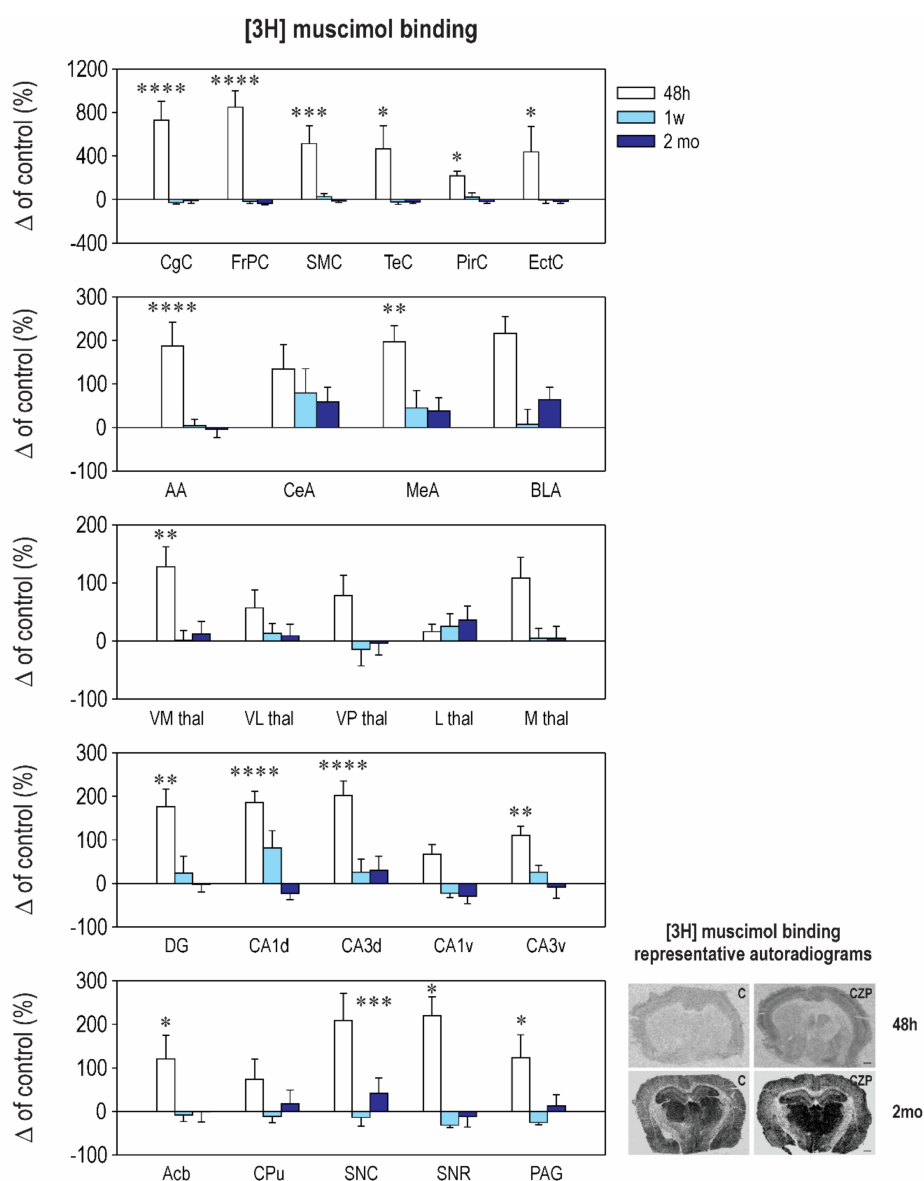 [3H] muscimol binding
Δ of control (%)
1200
800
400
0
-400
**** **** *** * * *
48h
1w
2 mo
CgC FrPC SMC TeC PirC EctC
Δ of control (%)
300
200
100
0
-100
**** **
AA CeA MeA BLA
Δ of control (%)
200
100
0
-100
**
VM thal VL thal VP thal L thal M thal
Δ of control (%)
300
200
100
0
-100
** **** **** **
DG CA1d CA3d CA1v CA3v
Δ of control (%)
300
200
100
0
-100
* *** * *
Acb CPu SNC SNR PAG
[3H] muscimol binding
representative autoradiograms
C CZP 48h
C CZP 2mo